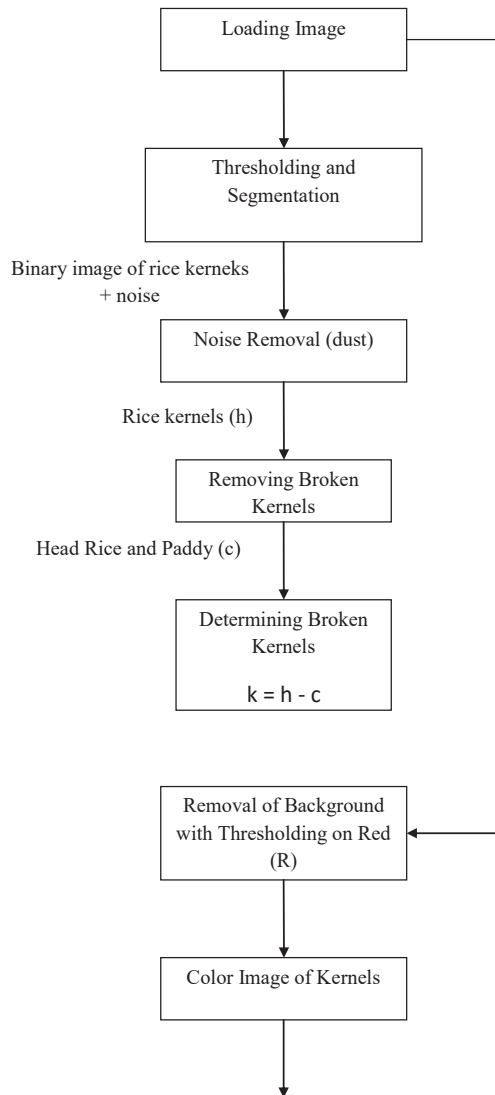 Loading Image
Thresholding and
Segmentation
Binary image of rice kerneks
+ noise
Noise Removal (dust)
Rice kernels (h)
Removing Broken
Kernels
Head Rice and Paddy (c)
Determining Broken
Kernels
k = h - c
Removal of Background
with Thresholding on Red
(R)
Color Image of Kernels